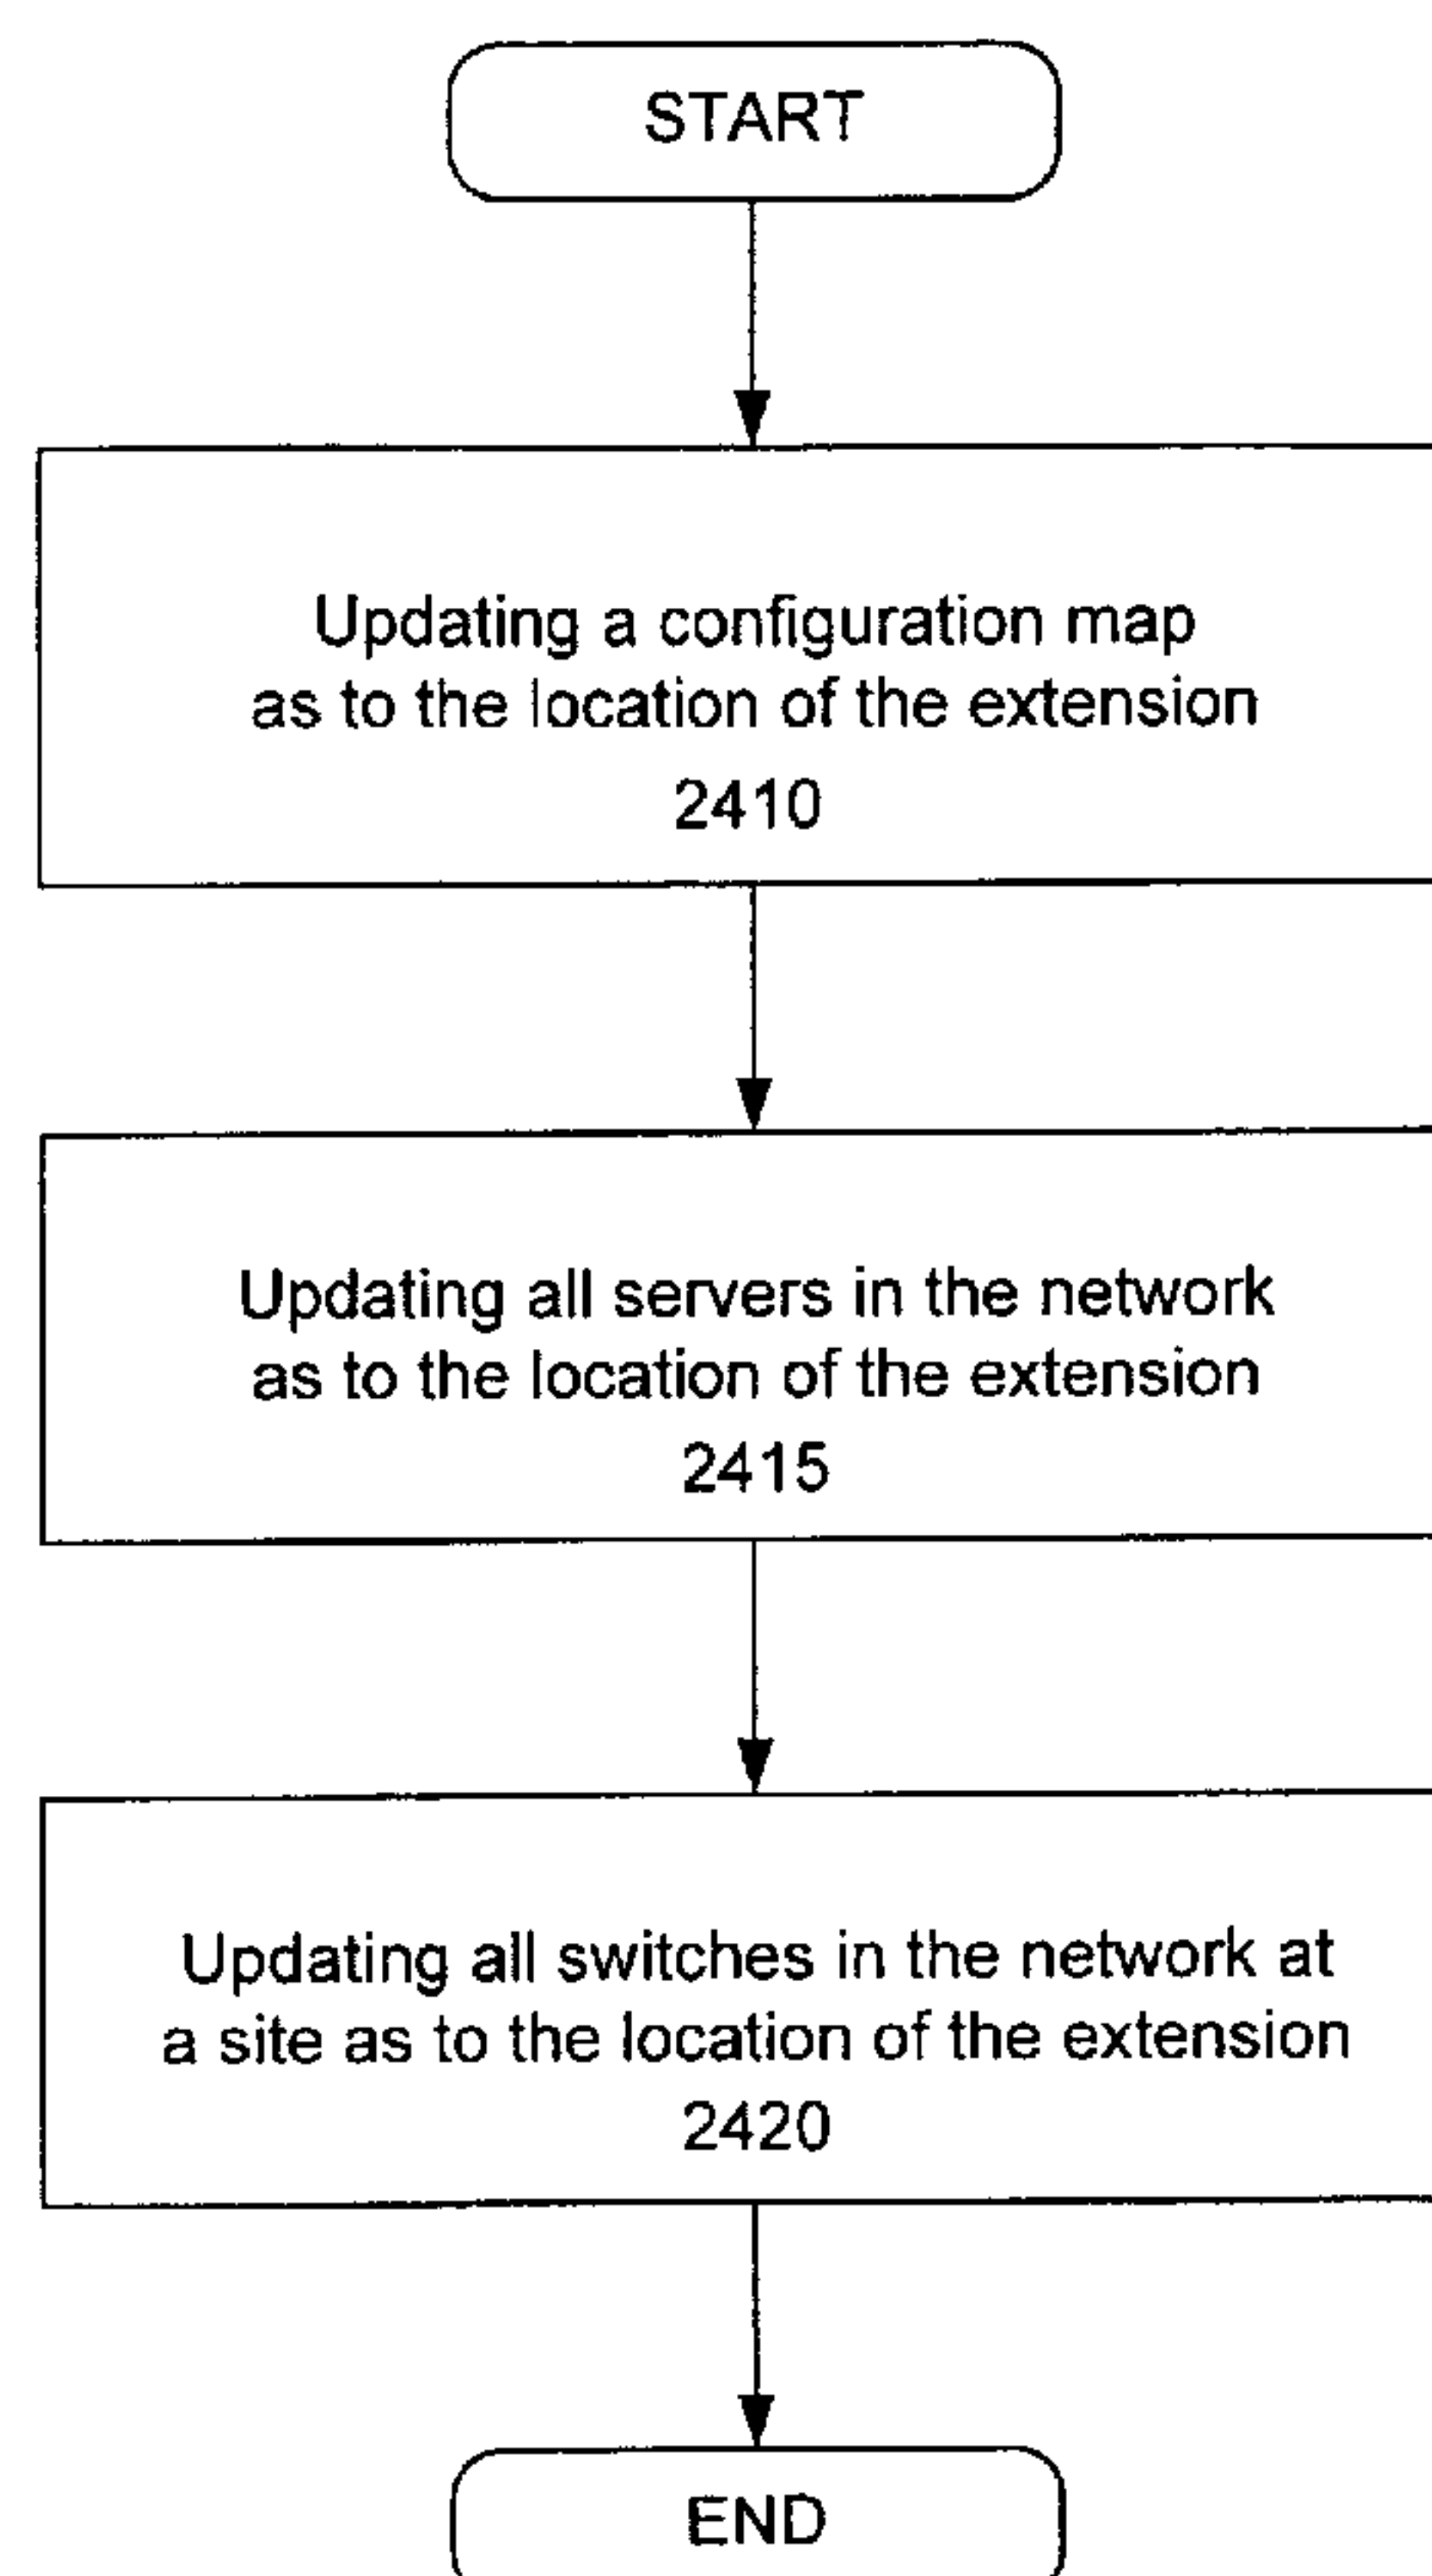 START
Updating a configuration map
as to the location of the extension
2410
Updating all servers in the network
as to the location of the extension
2415
Updating all switches in the network at
a site as to the location of the extension
2420
END